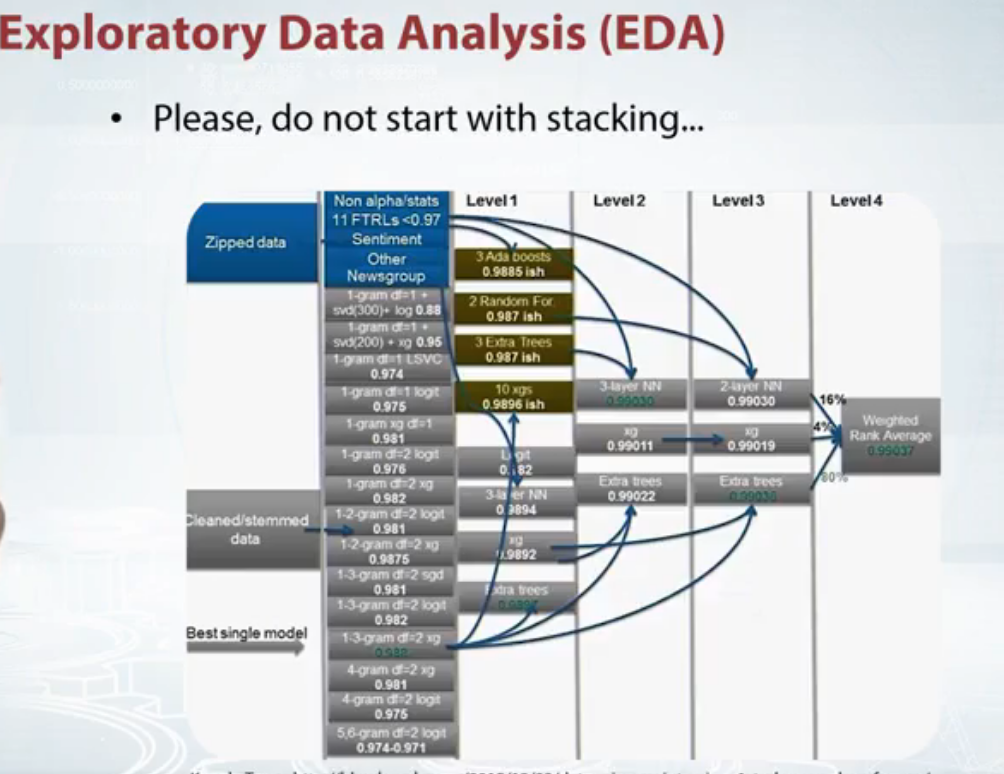 Exploratory Data Analysis (EDA)
• Please, do not start with stacking...
Zipped data
Cleaned/stemmed
data
Best single model
Non alpha/stats
11 FTRLs <0.97
Sentiment
Other
Newsgroup
1-gram df=1 +
svd(300)+ log 0.88
1-gram df=1 +
svd(200) + xg 0.95
1-gram df=1 LSVC
0.974
1-gram df=1 logit
0.975
1-gram xg df=1
0.981
1-gram df=2 logit
0.976
1-gram df=2 xg
0.982
1-2-gram df=2 logit
0.981
1-2-gram df=2 xg
0.9875
1-3-gram df=2 sgd
0.981
1-3-gram df=2 logit
0.982
1-3-gram df=2 xg
4-gram df=2 xg
0.981
4-gram df=2 logit
0.975
5,6-gram df=2 logit
0.974-0.971
Level 1
3 Ada boosts
0.9885 ish
2 Random For.
0.987 ish
3 Extra Trees
0.987 ish
10 xgs
0.9896 ish
Logit
3-layer NN
0.9894
xg
0.9892
Extra trees
Level 2
3-layer NN
0.99030
xg
0.99011
Extra trees
0.99022
Level 3
2-layer NN
0.99030
xg
0.99019
Extra trees
Level 4
16%
4%
80%
Weighted
Rank Average